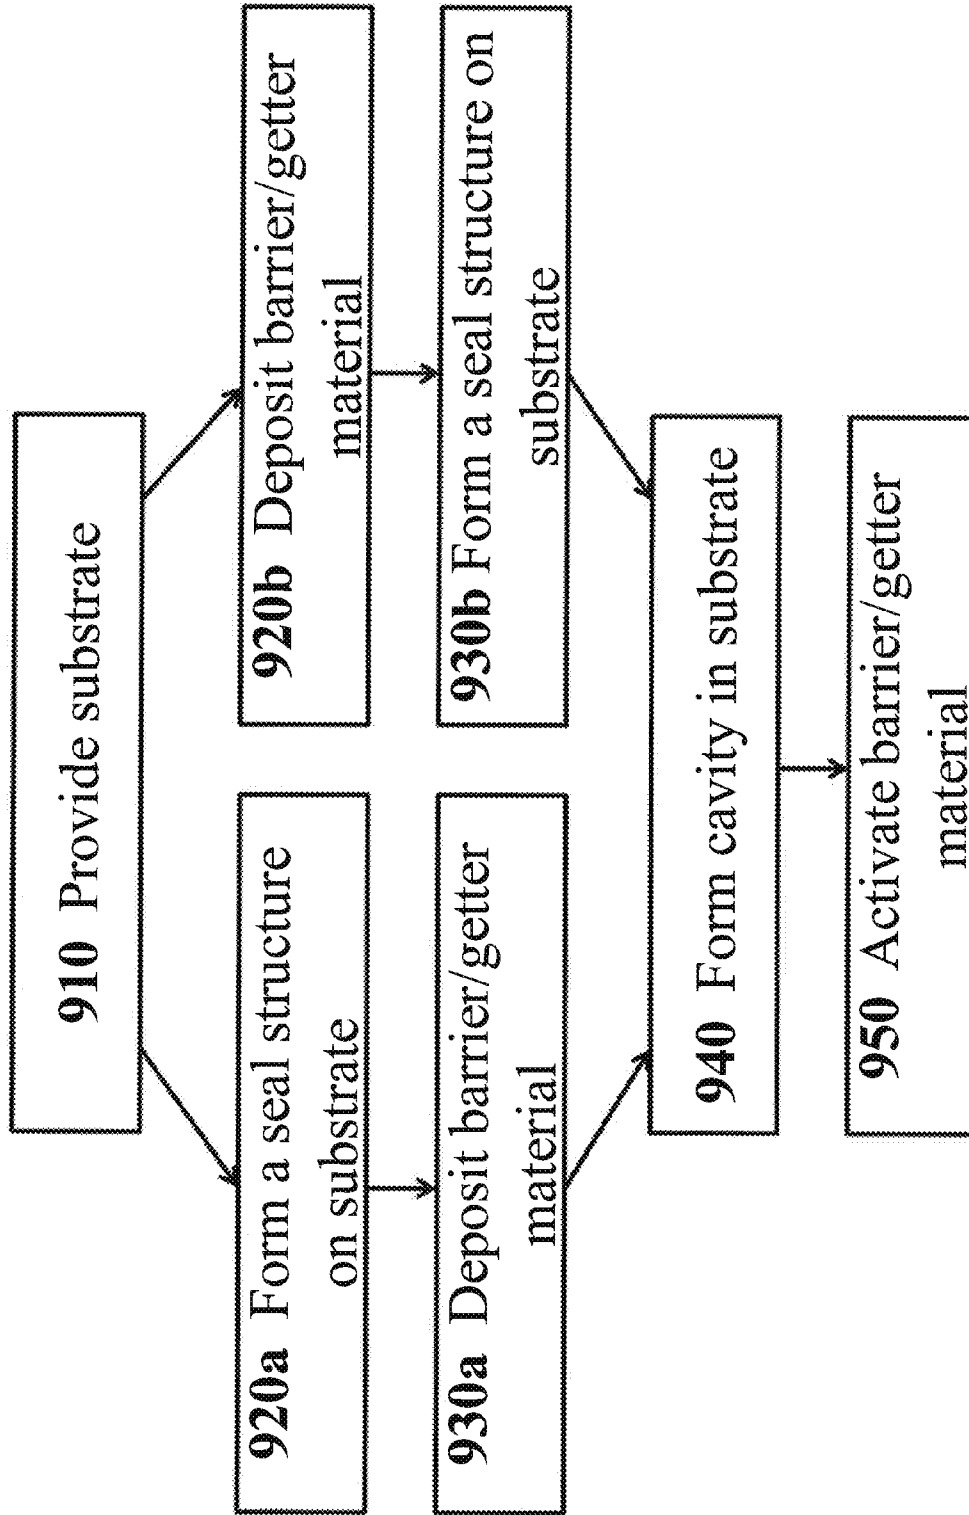 910 Provide substrate
920a Form a seal structure
on substrate
920b Deposit barrier/getter
material
930a Deposit barrier/getter
material
930b Form a seal structure on
substrate
940 Form cavity in substrate
950 Activate barrier/getter
material